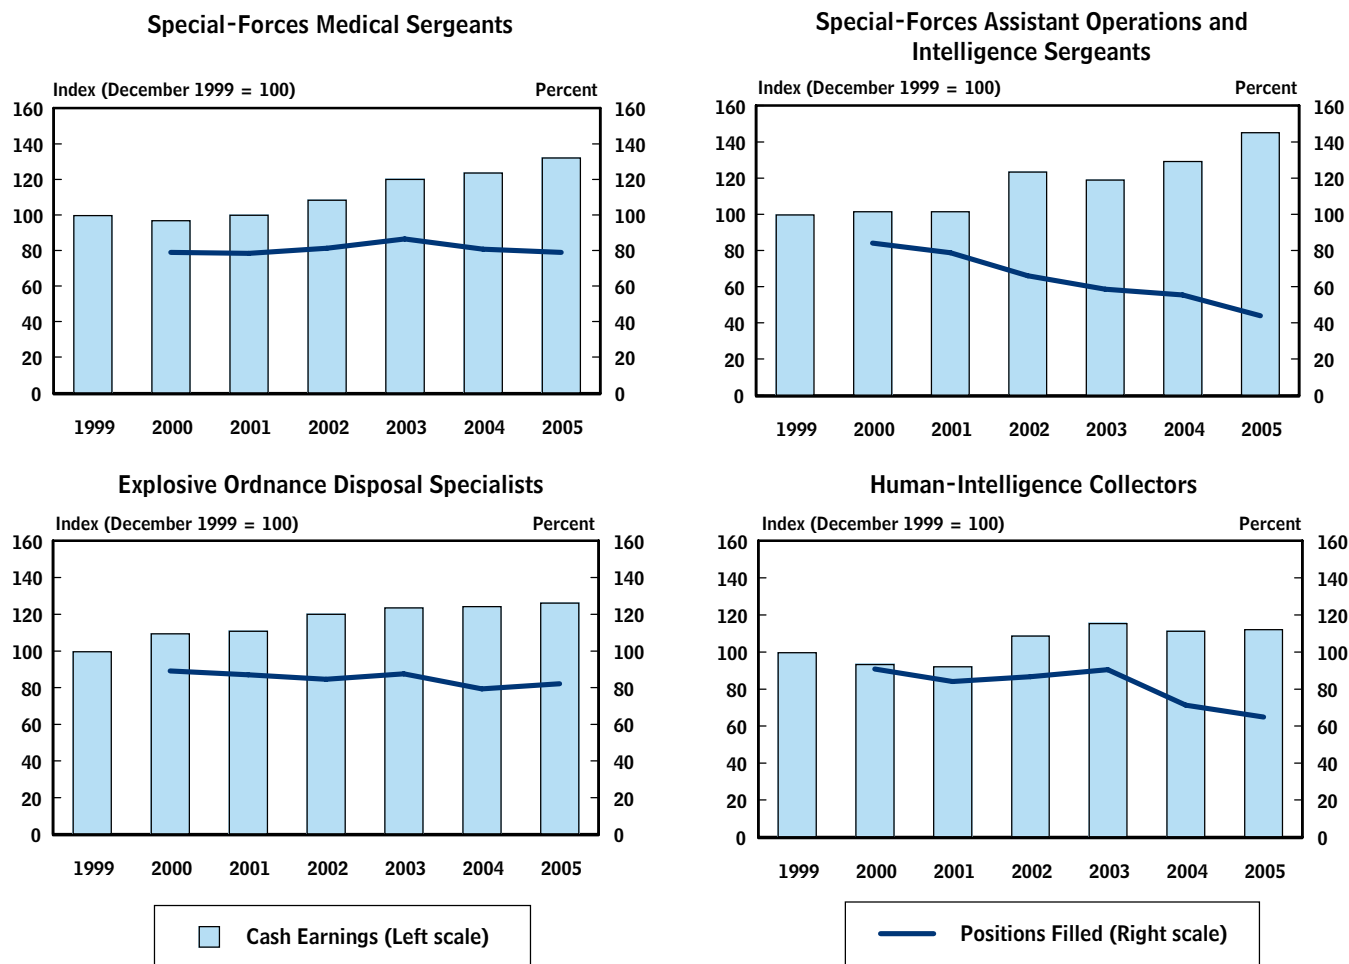 Special-Forces Medical Sergeants
Index (December 1999 = 100) Percent
160 160
140 140
120 120
100 100
80 80
60 60
40 40
20 20
0 0
1999 2000 2001 2002 2003 2004 2005
Special-Forces Assistant Operations and
Intelligence Sergeants
Index (December 1999 = 100) Percent
160 160
140 140
120 120
100 100
80 80
60 60
40 40
20 20
0 0
1999 2000 2001 2002 2003 2004 2005
Explosive Ordnance Disposal Specialists
Index (December 1999 = 100) Percent
160 160
140 140
120 120
100 100
80 80
60 60
40 40
20 20
0 0
1999 2000 2001 2002 2003 2004 2005
Human-Intelligence Collectors
Index (December 1999 = 100) Percent
160 160
140 140
120 120
100 100
80 80
60 60
40 40
20 20
0 0
1999 2000 2001 2002 2003 2004 2005
Cash Earnings (Left scale)
Positions Filled (Right scale)